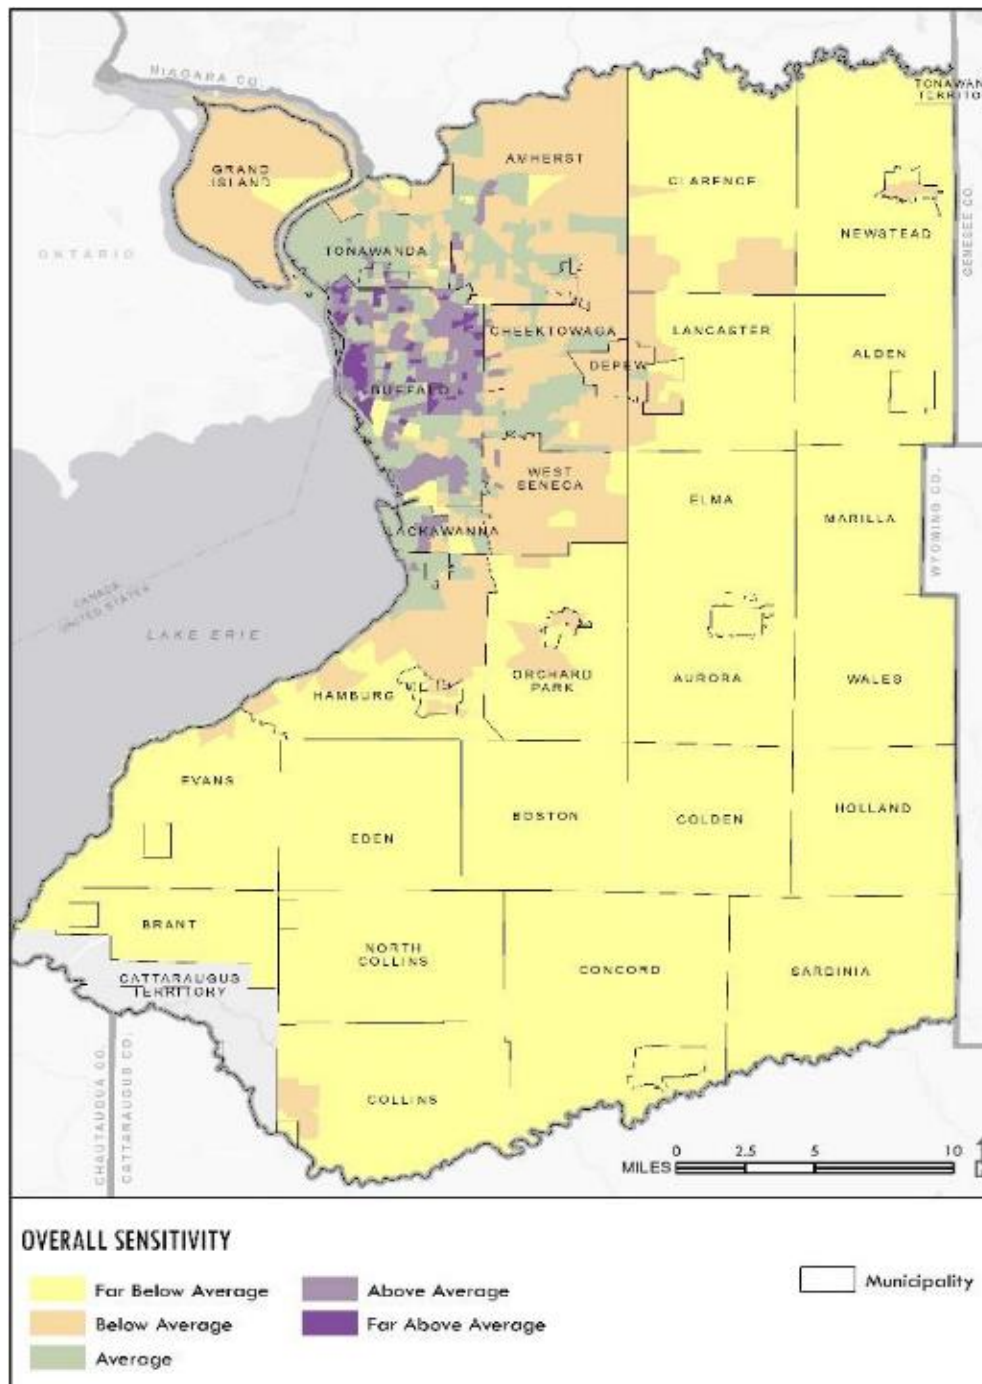 NIAGARA CO.
TONAWAN
TERRITO
GRAND
ISLAND
AMHERST
CLARENCE
NEWSTEAD
GENESEE CO.
ONTARIO
TONAWANDA
CHEEKTOWAGA
LANCASTER
ALDEN
DEPEW
BUFFALO
WEST
SENECA
ELMA
MARILLA
WYOMING CO.
LACKAWANNA
CANADA
UNITED STATES
LAKE ERIE
HAMBURG
ORCHARD
PARK
AURORA
WALES
EVANS
EDEN
BOSTON
COLDEN
HOLLAND
BRANT
NORTH
COLLINS
CONCORD
SARDINIA
CATTARAUGUS
TERRITORY
CHAUTAUQUA CO.
CATTARAUGUS CO.
COLLINS
0 2.5 5 10
MILES
OVERALL SENSITIVITY
Far Below Average
Above Average
Municipality
Below Average
Far Above Average
Average